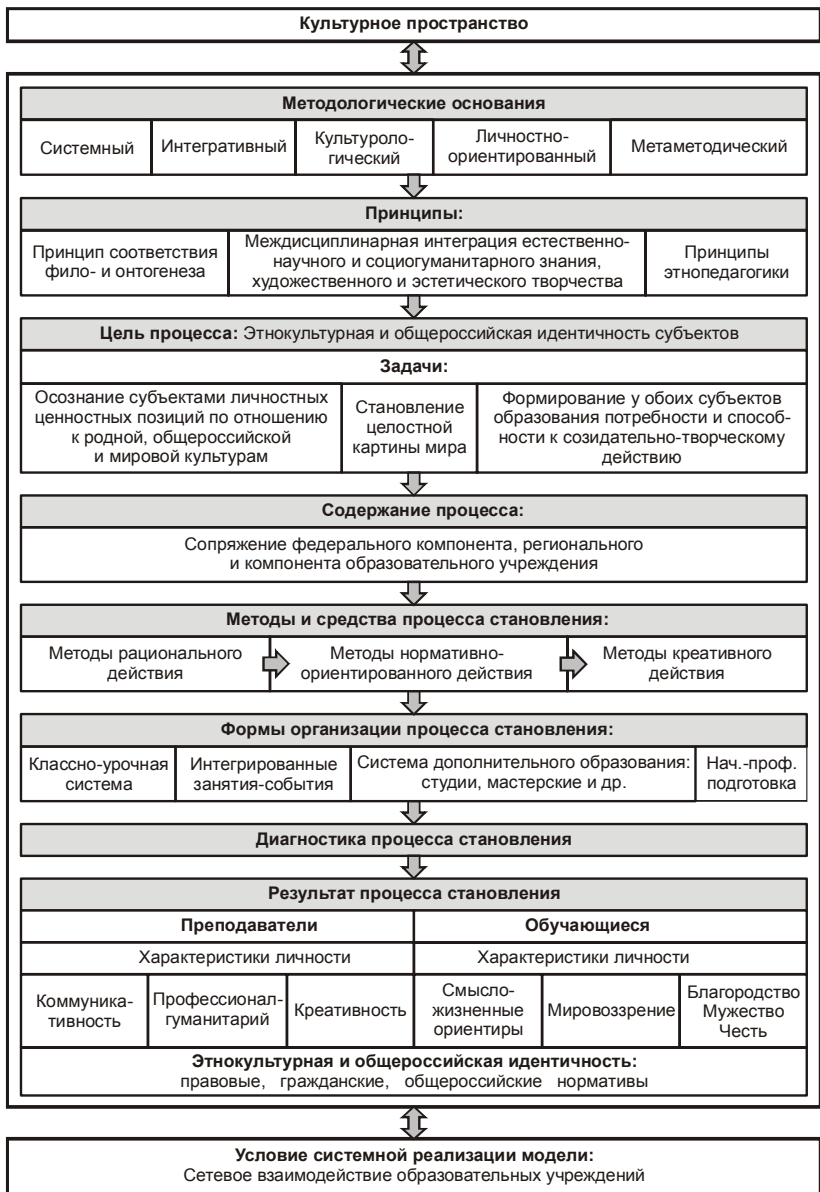 Культурное пространство
Методологические основания
Системный
Интегративный
Культуроло-
гический
Личностно-
ориентированный
Метаметодический
Принципы:
Принцип соответствия
фило- и онтогенеза
Междисциплинарная интеграция естественно-
научного и социогуманитарного знания,
художественного и эстетического творчества
Принципы
этнопедагогики
Цель процесса: Этнокультурная и общероссийская идентичность субъектов
Задачи:
Осознание субъектами личностных
ценностных позиций по отношению
к родной, общероссийской
и мировой культурам
Становление
целостной
картины мира
Формирование у обоих субъектов
образования потребности и способ-
ности к созидательно-творческому
действию
Содержание процесса:
Сопряжение федерального компонента, регионального
и компонента образовательного учреждения
Методы и средства процесса становления:
Методы рационального
действия
Методы нормативно-
ориентированного действия
Методы креативного
действия
Формы организации процесса становления:
Классно-урочная
система
Интегрированные
занятия-события
Система дополнительного образования:
студии, мастерские и др.
Нач.-проф.
подготовка
Диагностика процесса становления
Результат процесса становления
Преподаватели
Обучающиеся
Характеристики личности
Характеристики личности
Коммуника-
тивность
Профессионал-
гуманитарий
Креативность
Смысло-
жизненные
ориентиры
Мировоззрение
Благородство
Мужество
Честь
Этнокультурная и общероссийская идентичность:
правовые, гражданские, общероссийские нормативы
Условие системной реализации модели:
Сетевое взаимодействие образовательных учреждений